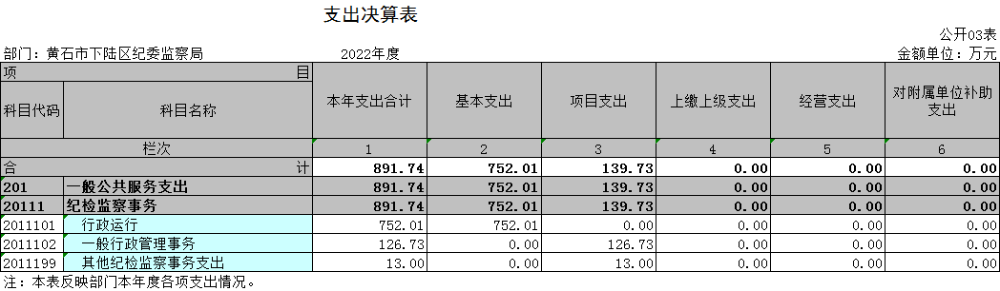 支出决算表
公开03表
部门：黄石市下陆区纪委监察局 2022年度 金额单位：万元
项 目 本年支出合计 基本支出 项目支出 上缴上级支出 经营支出 对附属单位补助支出
科目代码 科目名称
栏次 1 2 3 4 5 6
合 计 891.74 752.01 139.73 0.00 0.00 0.00
201 一般公共服务支出 891.74 752.01 139.73 0.00 0.00 0.00
20111 纪检监察事务 891.74 752.01 139.73 0.00 0.00 0.00
2011101 行政运行 752.01 752.01 0.00 0.00 0.00 0.00
2011102 一般行政管理事务 126.73 0.00 126.73 0.00 0.00 0.00
2011199 其他纪检监察事务支出 13.00 0.00 13.00 0.00 0.00 0.00
注：本表反映部门本年度各项支出情况。